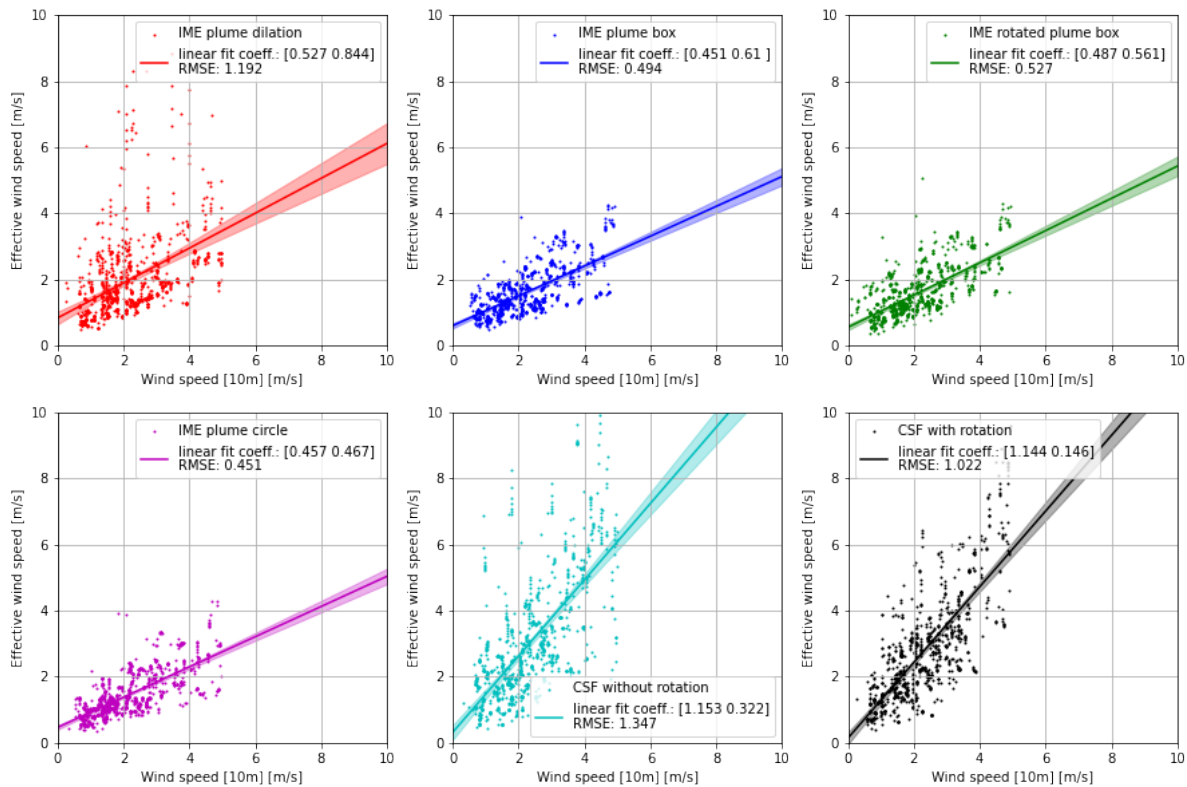 10
8
6
4
2
0
Effective wind speed [m/s]
IME plume dilation
linear fit coeff.: [0.527 0.844]
RMSE: 1.192
0 2 4 6 8 10
Wind speed [10m] [m/s]
10
8
6
4
2
0
Effective wind speed [m/s]
IME plume box
linear fit coeff.: [0.451 0.61 ]
RMSE: 0.494
0 2 4 6 8 10
Wind speed [10m] [m/s]
10
8
6
4
2
0
Effective wind speed [m/s]
IME rotated plume box
linear fit coeff.: [0.487 0.561]
RMSE: 0.527
0 2 4 6 8 10
Wind speed [10m] [m/s]
10
8
6
4
2
0
Effective wind speed [m/s]
IME plume circle
linear fit coeff.: [0.457 0.467]
RMSE: 0.451
0 2 4 6 8 10
Wind speed [10m] [m/s]
10
8
6
4
2
0
Effective wind speed [m/s]
CSF without rotation
linear fit coeff.: [1.153 0.322]
RMSE: 1.347
0 2 4 6 8 10
Wind speed [10m] [m/s]
10
8
6
4
2
0
Effective wind speed [m/s]
CSF with rotation
linear fit coeff.: [1.144 0.146]
RMSE: 1.022
0 2 4 6 8 10
Wind speed [10m] [m/s]